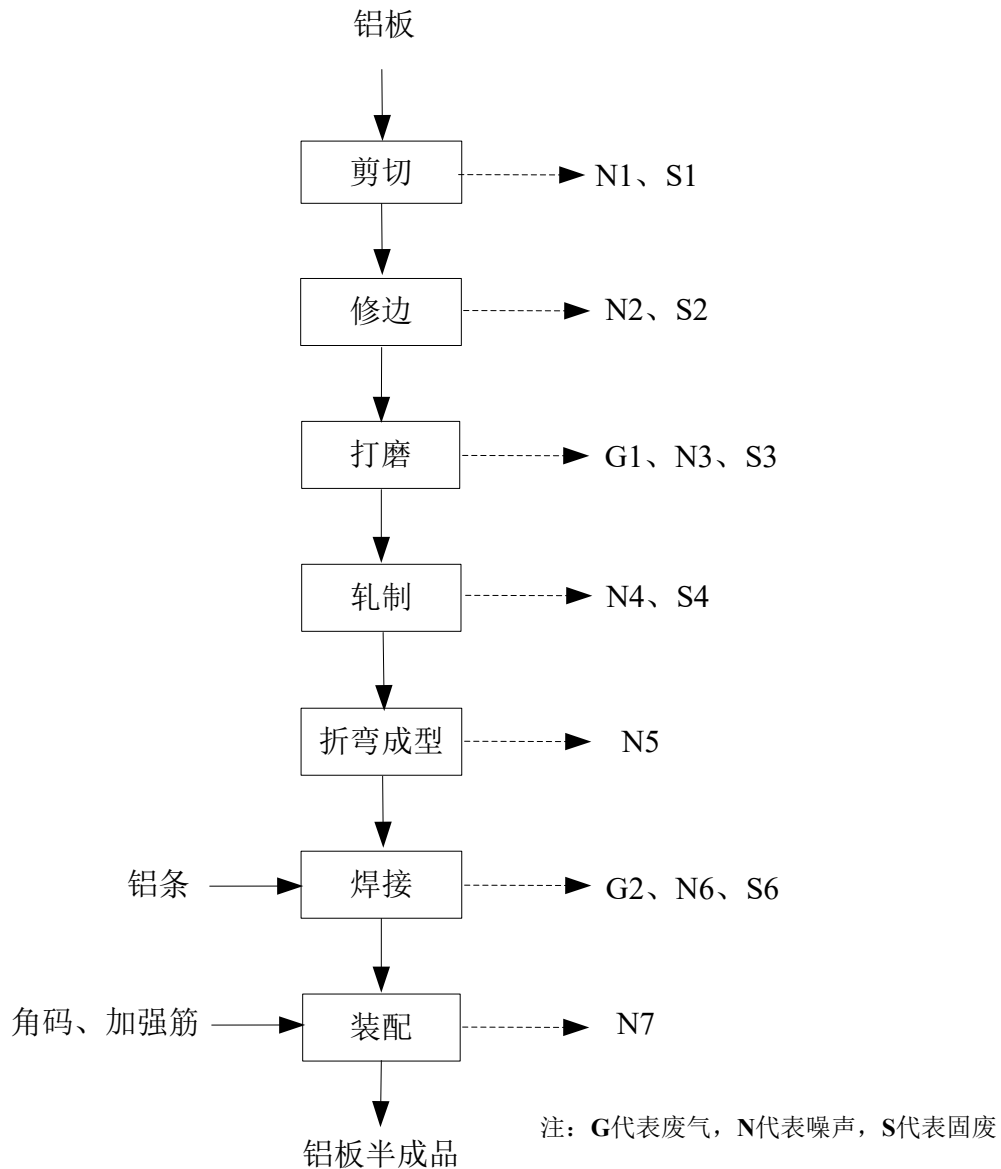 铝板
剪切
N1、S1
修边
N2、S2
打磨
G1、N3、S3
轧制
N4、S4
折弯成型
N5
铝条
焊接
G2、N6、S6
角码、加强筋
装配
N7
注：G代表废气，N代表噪声，S代表固废
铝板半成品